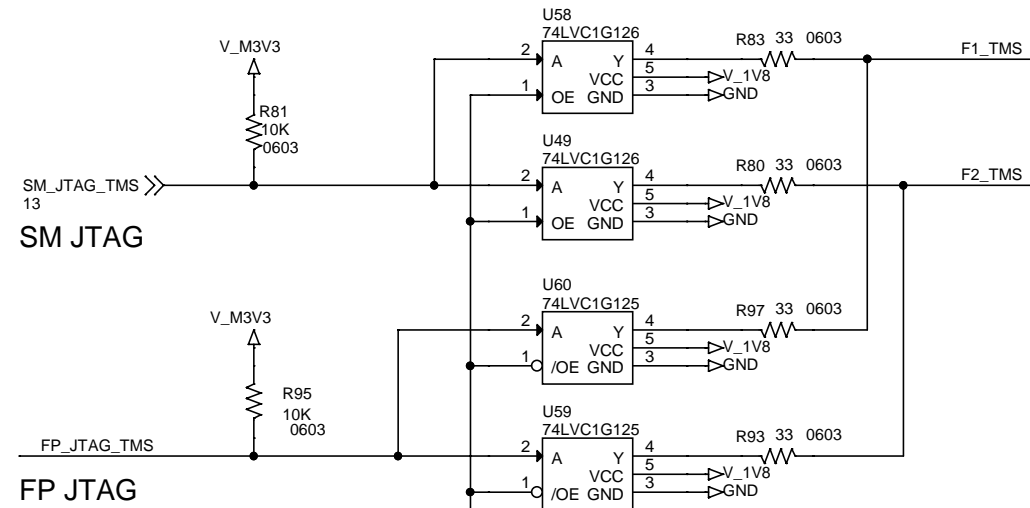 U58
74LVC1G126
V_M3V3
R81
10K
0603
2 A Y 4
VCC 5 V_1V8
1 OE GND 3 GND
R83 33 0603
F1_TMS
U49
74LVC1G126
SM_JTAG_TMS
13
SM JTAG
2 A Y 4
VCC 5 V_1V8
1 OE GND 3 GND
R80 33 0603
F2_TMS
U60
74LVC1G125
V_M3V3
R95
10K
0603
2 A Y 4
VCC 5 V_1V8
1 /OE GND 3 GND
R97 33 0603
U59
74LVC1G125
FP_JTAG_TMS
FP JTAG
2 A Y 4
VCC 5 V_1V8
1 /OE GND 3 GND
R93 33 0603